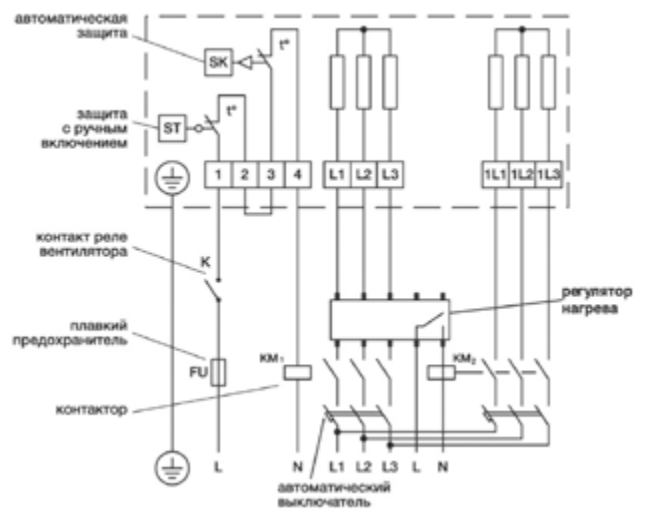 автоматическая
защита
SK
t°
защита
с ручным
включением
ST
t°
1 2 3 4 L1 L2 L3 1L1 1L2 1L3
контакт реле
вентилятора
K
регулятор
нагрева
плавкий
предохранитель
FU
KM1
KM2
контактор
L N L1 L2 L3 L N
автоматический
выключатель